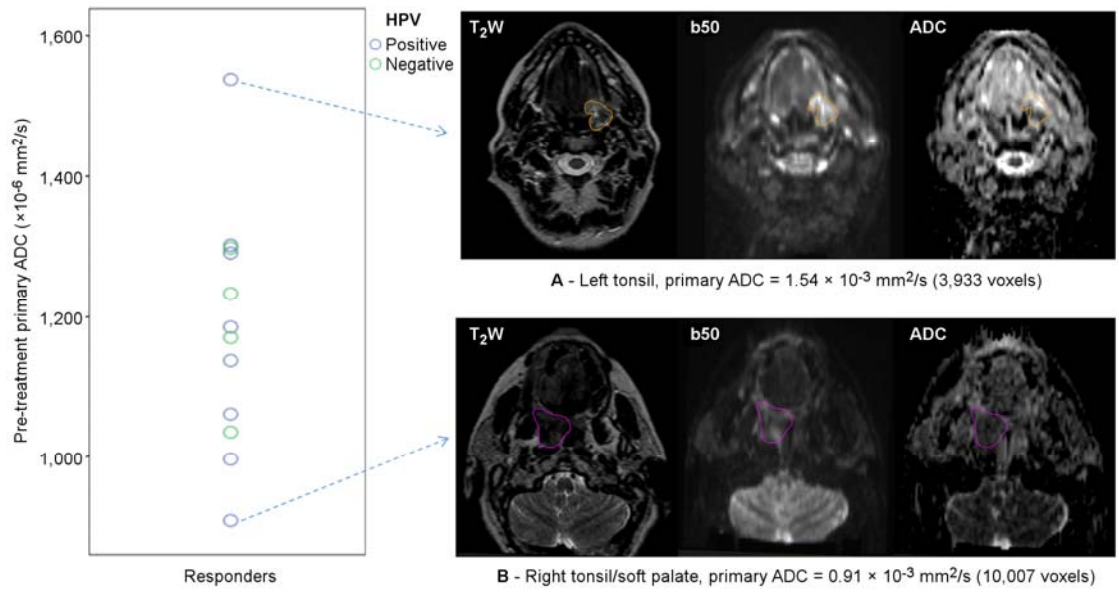 Pre-treatment primary ADC (×10⁻⁶ mm²/s)
1,600
1,400
1,200
1,000
Responders
HPV
Positive
Negative
T₂W
b50
ADC
A - Left tonsil, primary ADC = 1.54 × 10⁻³ mm²/s (3,933 voxels)
T₂W
b50
ADC
B - Right tonsil/soft palate, primary ADC = 0.91 × 10⁻³ mm²/s (10,007 voxels)